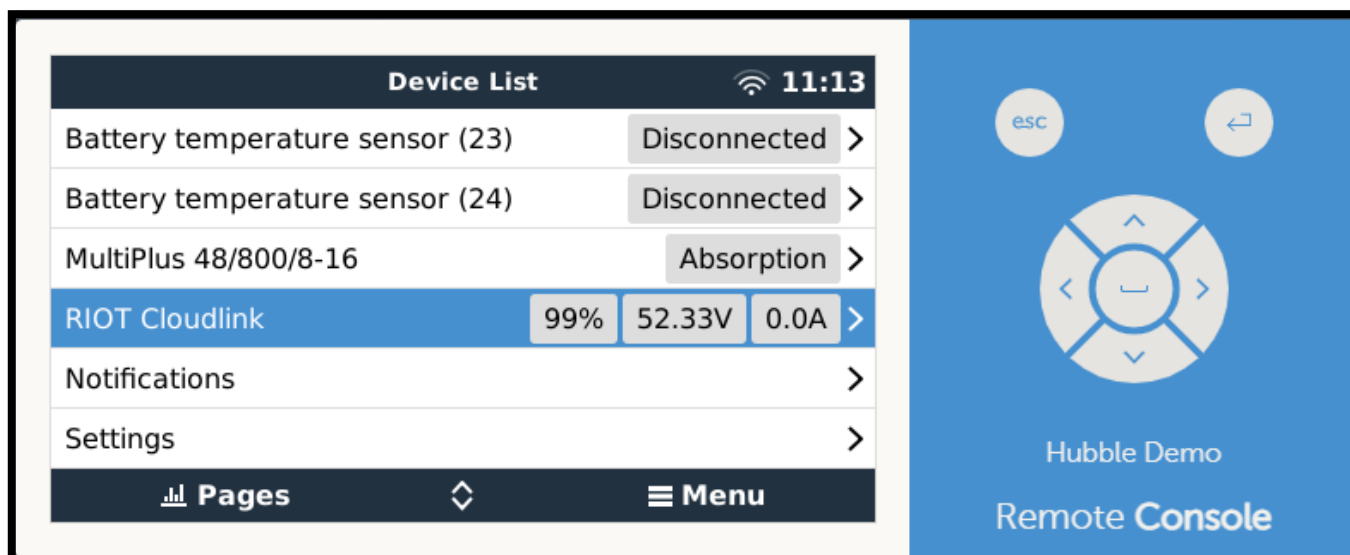 Device List 11:13
Battery temperature sensor (23) Disconnected
Battery temperature sensor (24) Disconnected
MultiPlus 48/800/8-16 Absorption
RIOT Cloudlink 99% 52.33V 0.0A
Notifications
Settings
Pages Menu
esc
Hubble Demo
Remote Console